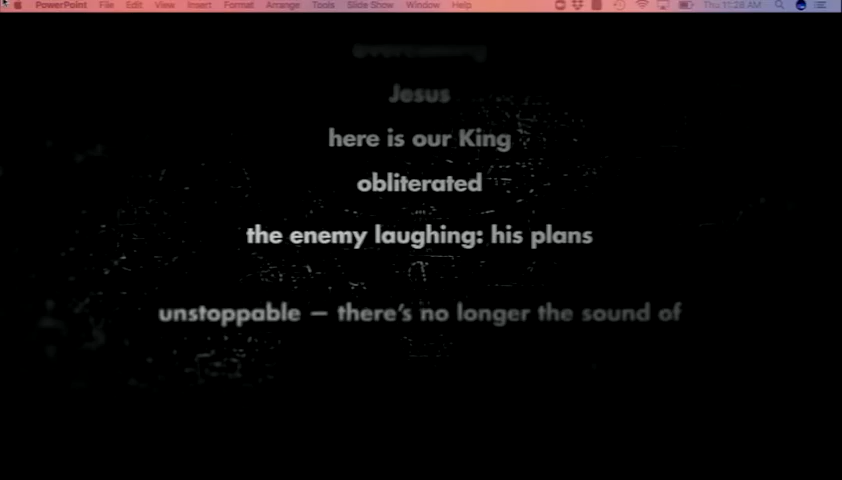 PowerPoint File Edit View Insert Format Arrange Tools Slide Show Window Help Thu 11:28 AM
overcoming
Jesus
here is our King
obliterated
the enemy laughing: his plans
unstoppable — there's no longer the sound of